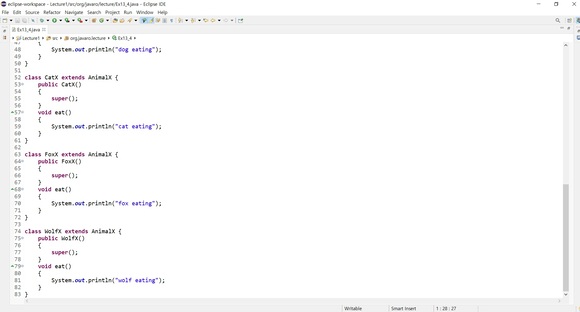 eclipse-workspace - Lecture1/src/org/javaro/lecture/Ex13_4.java - Eclipse IDE
File Edit Source Refactor Navigate Search Project Run Window Help
Ex13_4.java
Lecture1 src org.javaro.lecture Ex13_4
48 {
49 System.out.println("dog eating");
49 }
50 }
51
52 class CatX extends AnimalX {
53 public CatX()
54 {
55 super();
56 }
57 void eat()
58 {
59 System.out.println("cat eating");
60 }
61 }
62
63 class FoxX extends AnimalX {
64 public FoxX()
65 {
66 super();
67 }
68 void eat()
69 {
70 System.out.println("fox eating");
71 }
72 }
73
74 class WolfX extends AnimalX {
75 public WolfX()
76 {
77 super();
78 }
79 void eat()
80 {
81 System.out.println("wolf eating");
82 }
83 }
Writable Smart Insert 1 : 28 : 27